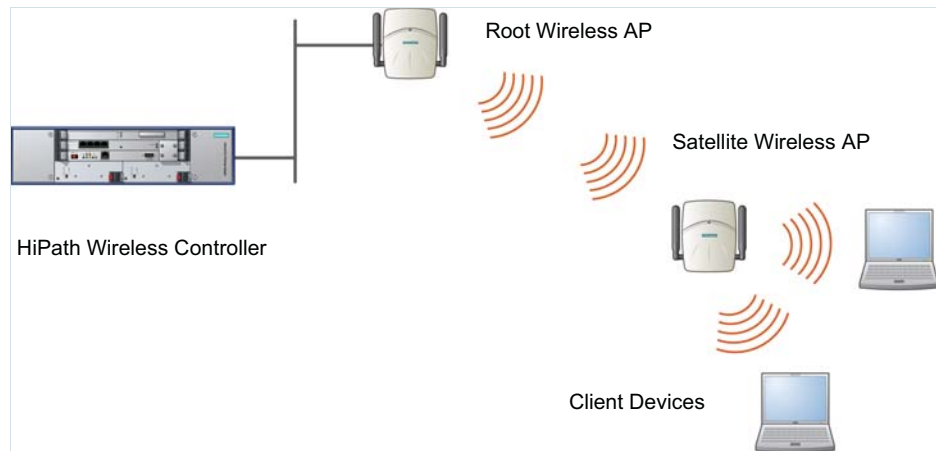 Root Wireless AP
Satellite Wireless AP
HiPath Wireless Controller
Client Devices